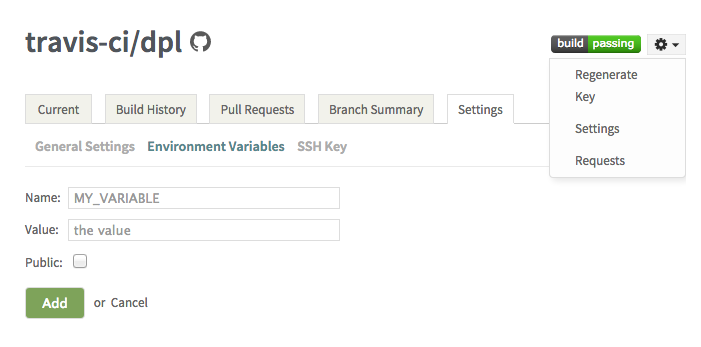 travis-ci/dpl
build passing
Regenerate
Key
Settings
Requests
Current Build History Pull Requests Branch Summary Settings
General Settings Environment Variables SSH Key
Name: MY_VARIABLE
Value: the value
Public:
Add or Cancel